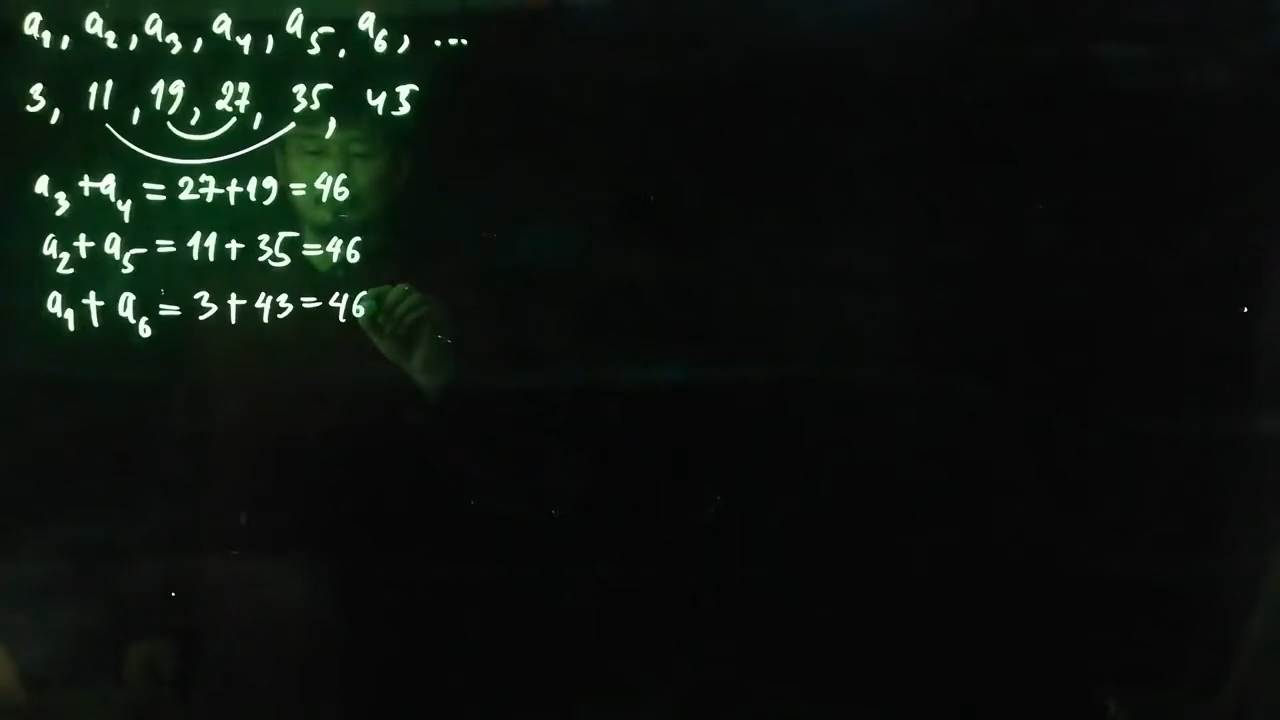 a₁, a₂, a₃, a₄, a₅, a₆, ...
3, 11, 19, 27, 35, 43
a₃ + a₄ = 27 + 19 = 46
a₂ + a₅ = 11 + 35 = 46
a₁ + a₆ = 3 + 43 = 46